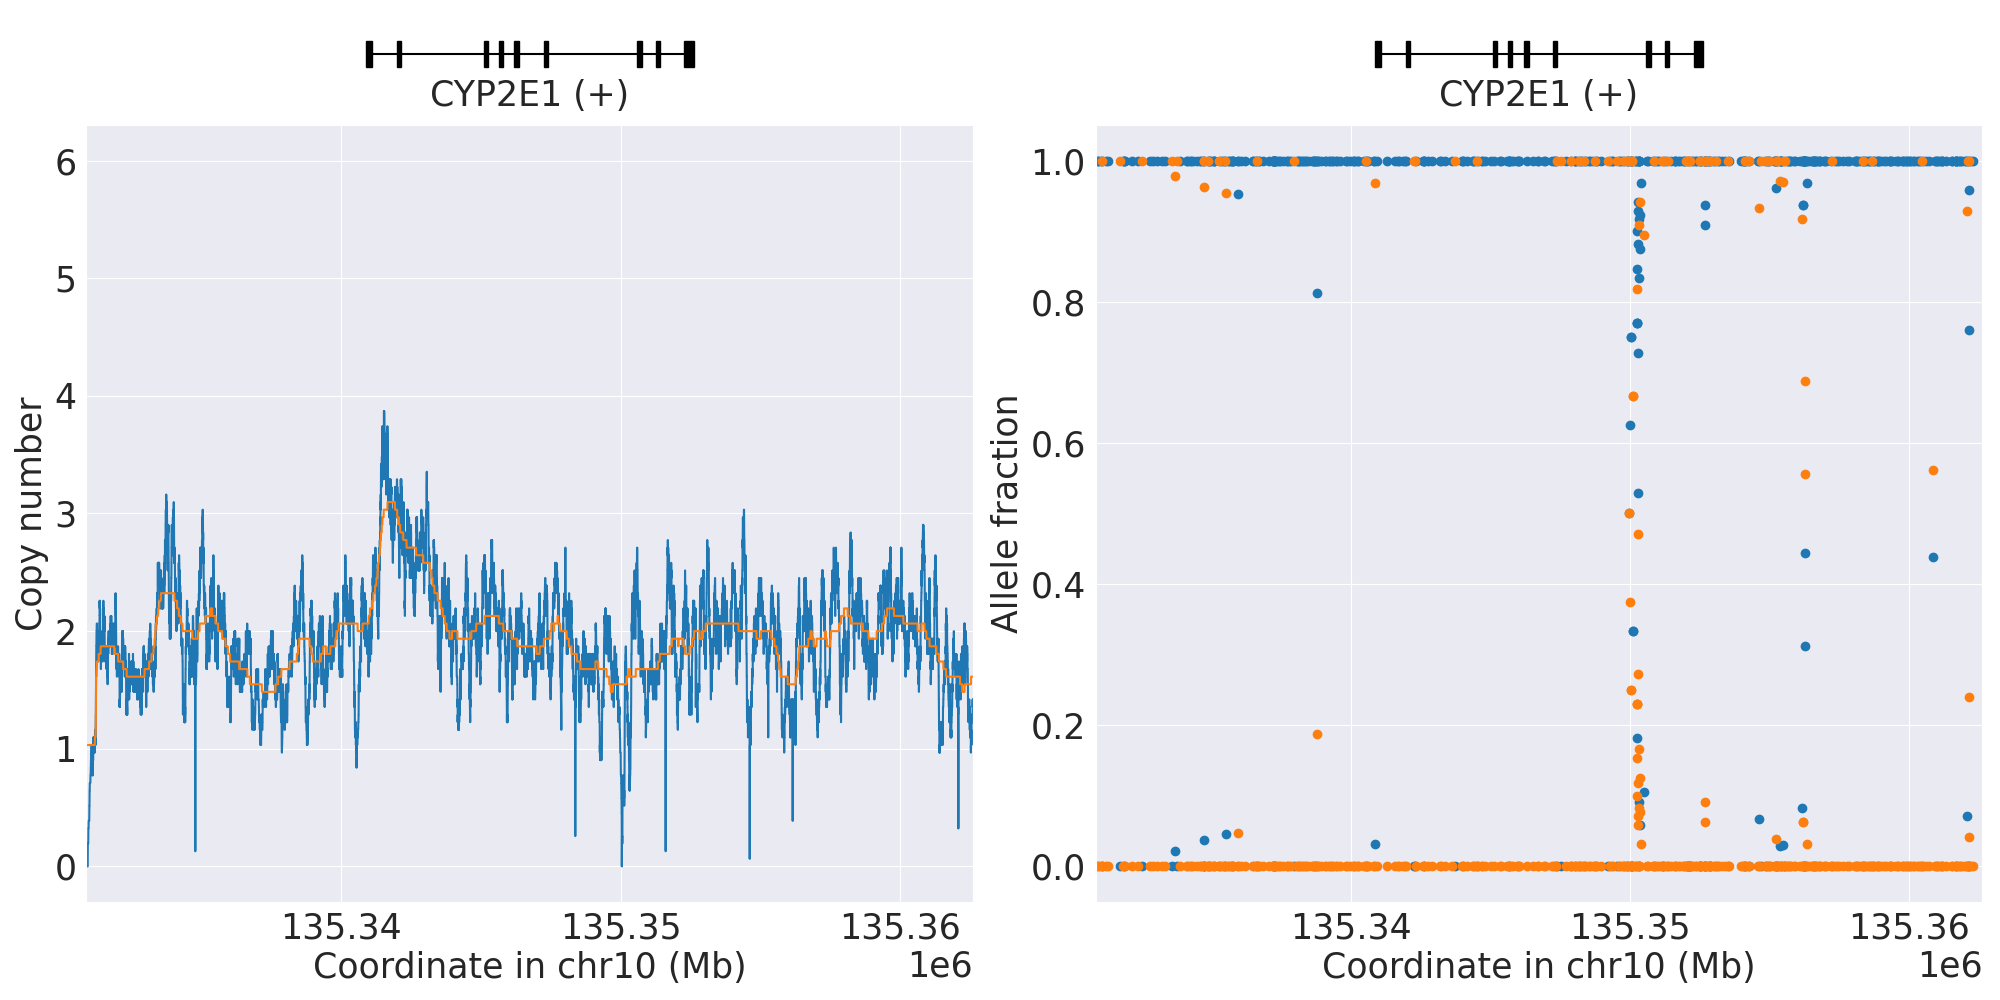 CYP2E1 (+)
6
5
4
3
2
1
0
Copy number
135.34 135.35 135.36
Coordinate in chr10 (Mb)
1e6
CYP2E1 (+)
1.0
0.8
0.6
0.4
0.2
0.0
Allele fraction
135.34 135.35 135.36
Coordinate in chr10 (Mb)
1e6